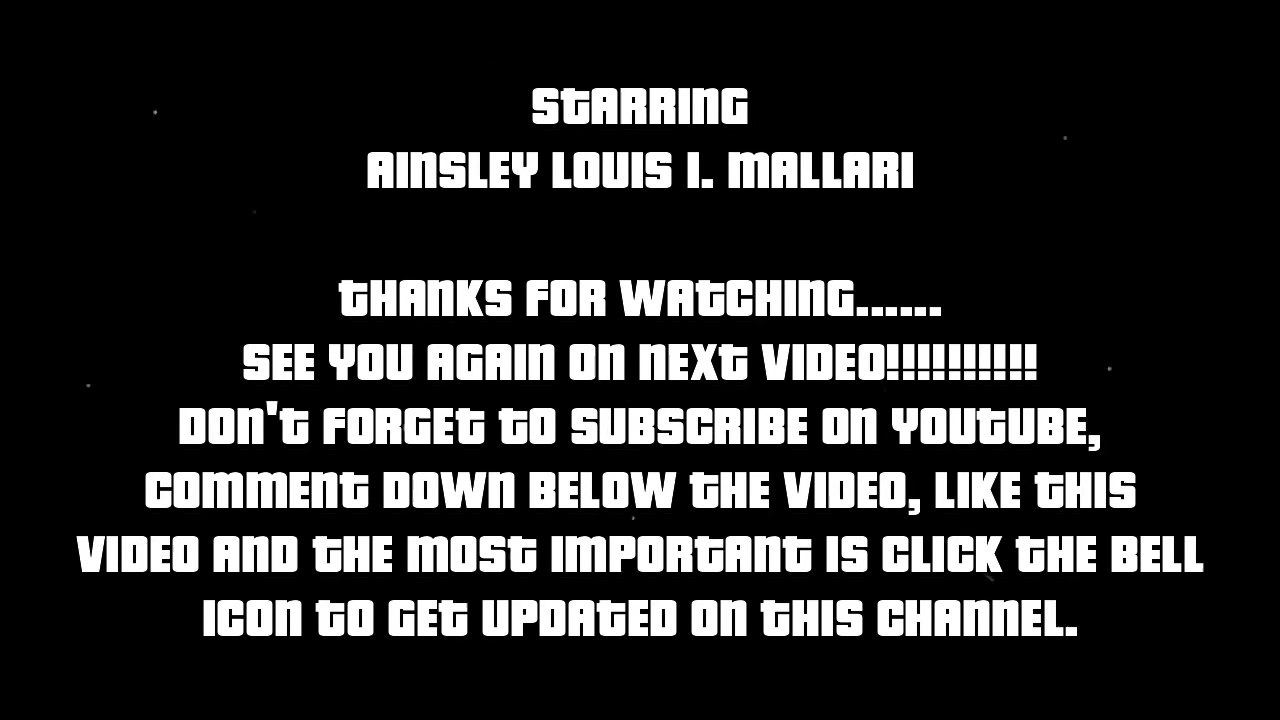 STARRING
AINSLEY LOUIS I. MALLARI
THANKS FOR WATCHING......
SEE YOU AGAIN ON NEXT VIDEO!!!!!!!!!!
DON'T FORGET TO SUBSCRIBE ON YOUTUBE,
COMMENT DOWN BELOW THE VIDEO, LIKE THIS
VIDEO AND THE MOST IMPORTANT IS CLICK THE BELL
ICON TO GET UPDATED ON THIS CHANNEL.